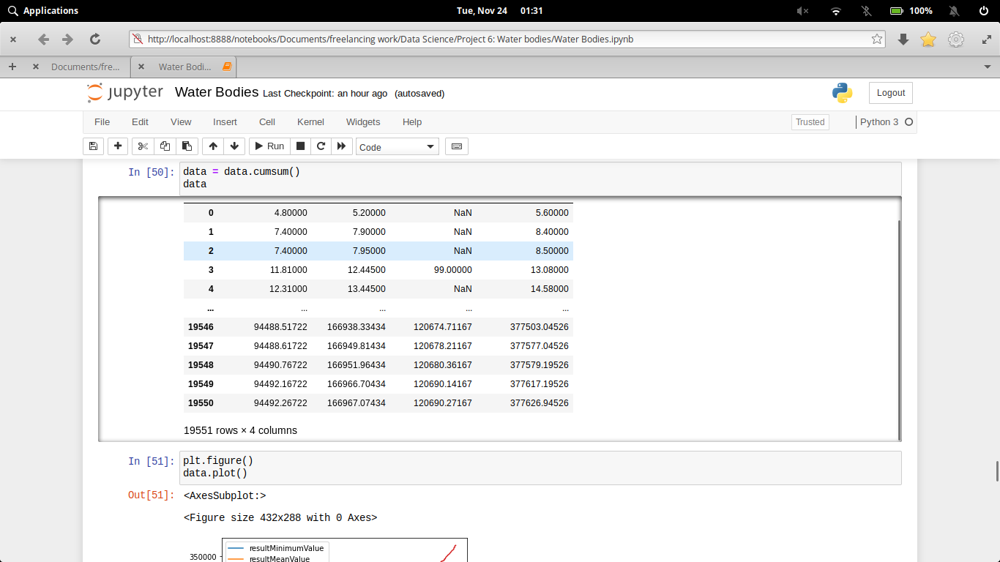 Applications Tue, Nov 24 01:31 100%
http://localhost:8888/notebooks/Documents/freelancing work/Data Science/Project 6: Water bodies/Water Bodies.ipynb
Documents/fre... Water Bodi...
jupyter Water Bodies Last Checkpoint: an hour ago (autosaved) Logout
File Edit View Insert Cell Kernel Widgets Help Trusted Python 3
Run Code
In [50]: data = data.cumsum()
data
0 4.80000 5.20000 NaN 5.60000
1 7.40000 7.90000 NaN 8.40000
2 7.40000 7.95000 NaN 8.50000
3 11.81000 12.44500 99.00000 13.08000
4 12.31000 13.44500 NaN 14.58000
... ... ... ... ...
19546 94488.51722 166938.33434 120674.71167 377503.04526
19547 94488.61722 166949.81434 120678.21167 377577.04526
19548 94490.76722 166951.96434 120680.36167 377579.19526
19549 94492.16722 166966.70434 120690.14167 377617.19526
19550 94492.26722 166967.07434 120690.27167 377626.94526
19551 rows × 4 columns
In [51]: plt.figure()
data.plot()
Out[51]: <AxesSubplot:>
<Figure size 432x288 with 0 Axes>
resultMinimumValue
350000 resultMeanValue